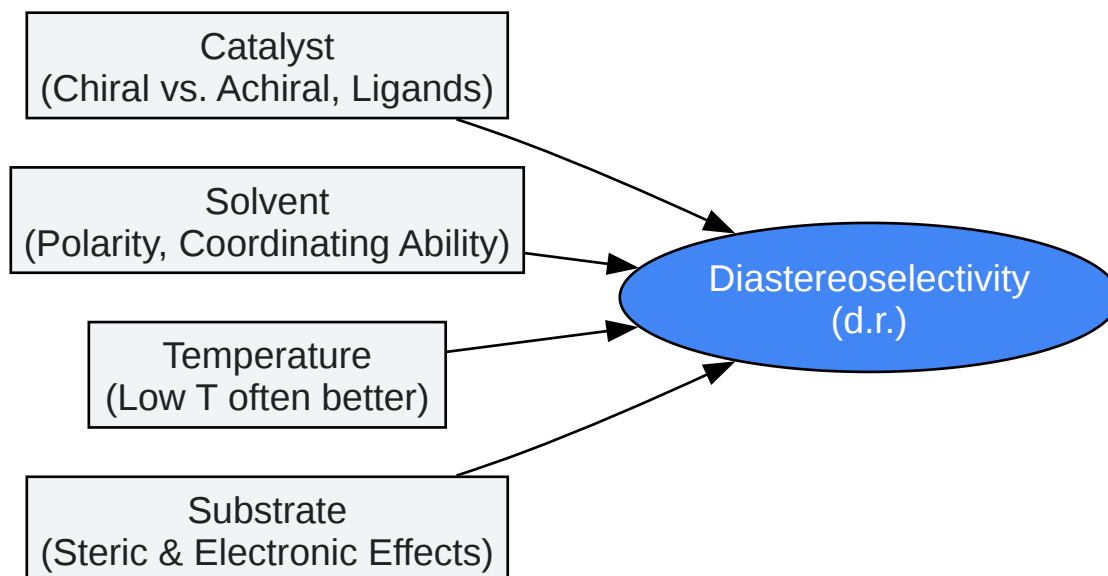 Catalyst
(Chiral vs. Achiral, Ligands)
Solvent
(Polarity, Coordinating Ability)
Temperature
(Low T often better)
Substrate
(Steric & Electronic Effects)
Diastereoselectivity
(d.r.)